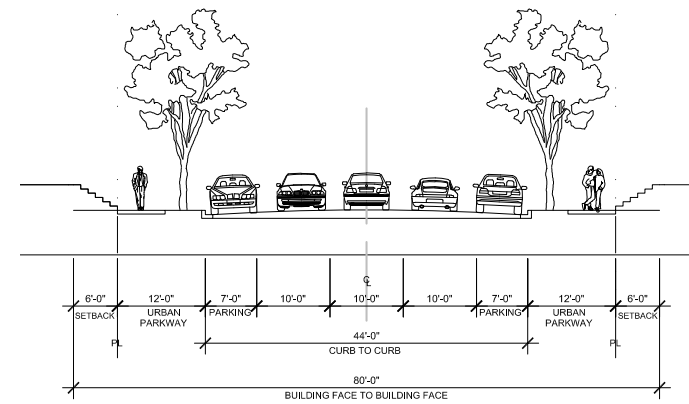 ℄
6'-0" 12'-0" 7'-0" 10'-0" 10'-0" 10'-0" 7'-0" 12'-0" 6'-0"
SETBACK URBAN PARKING PARKING URBAN SETBACK
PARKWAY PARKWAY
PL 44'-0" PL
CURB TO CURB
80'-0"
BUILDING FACE TO BUILDING FACE